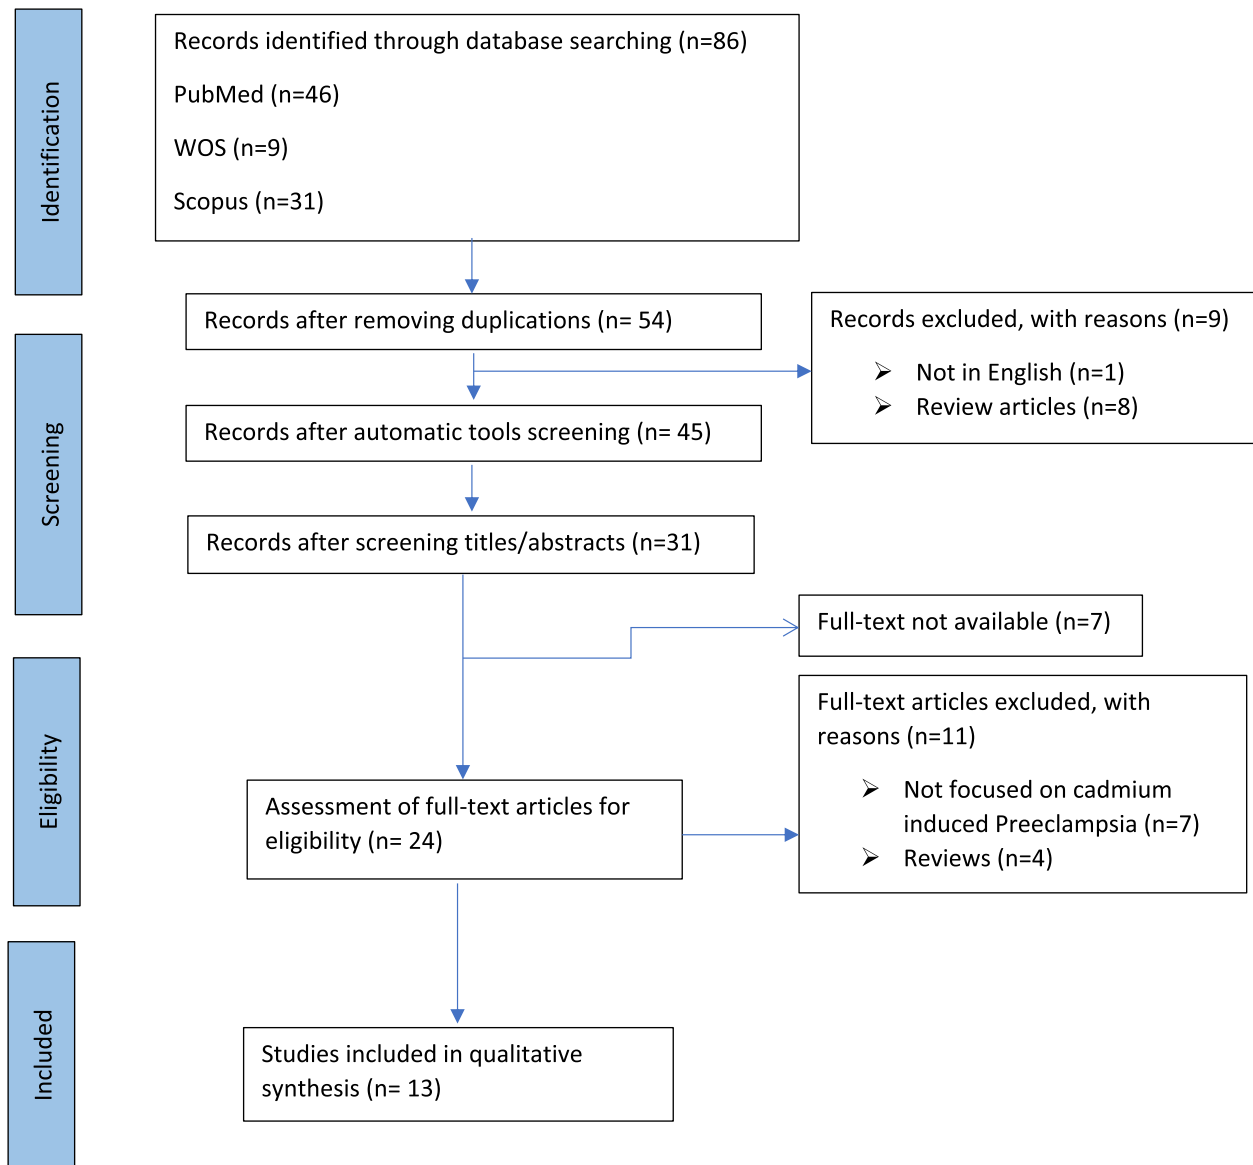 Identification
Records identified through database searching (n=86)
PubMed (n=46)
WOS (n=9)
Scopus (n=31)
Records after removing duplications (n= 54)
Records excluded, with reasons (n=9)
➢ Not in English (n=1)
➢ Review articles (n=8)
Screening
Records after automatic tools screening (n= 45)
Records after screening titles/abstracts (n=31)
Full-text not available (n=7)
Eligibility
Full-text articles excluded, with
reasons (n=11)
➢ Not focused on cadmium
induced Preeclampsia (n=7)
➢ Reviews (n=4)
Assessment of full-text articles for
eligibility (n= 24)
Included
Studies included in qualitative
synthesis (n= 13)